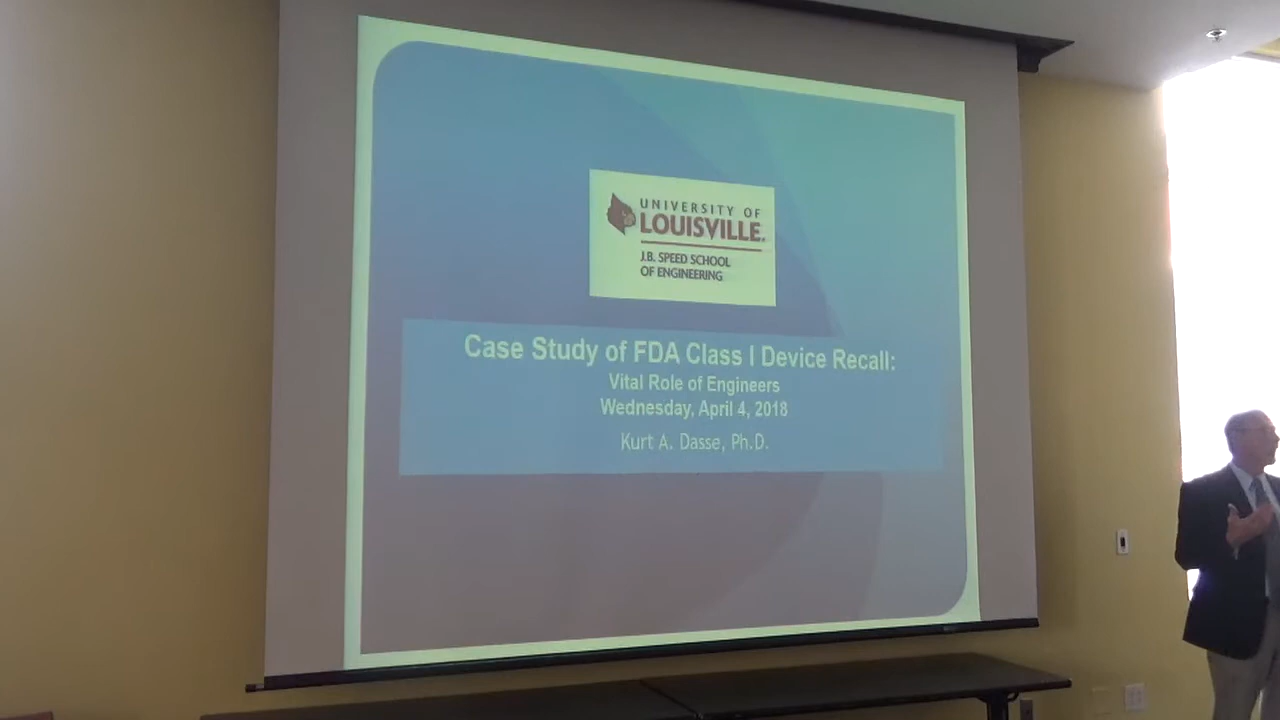 UNIVERSITY OF
LOUISVILLE.
J.B. SPEED SCHOOL
OF ENGINEERING
Case Study of FDA Class I Device Recall:
Vital Role of Engineers
Wednesday, April 4, 2018
Kurt A. Dasse, Ph.D.